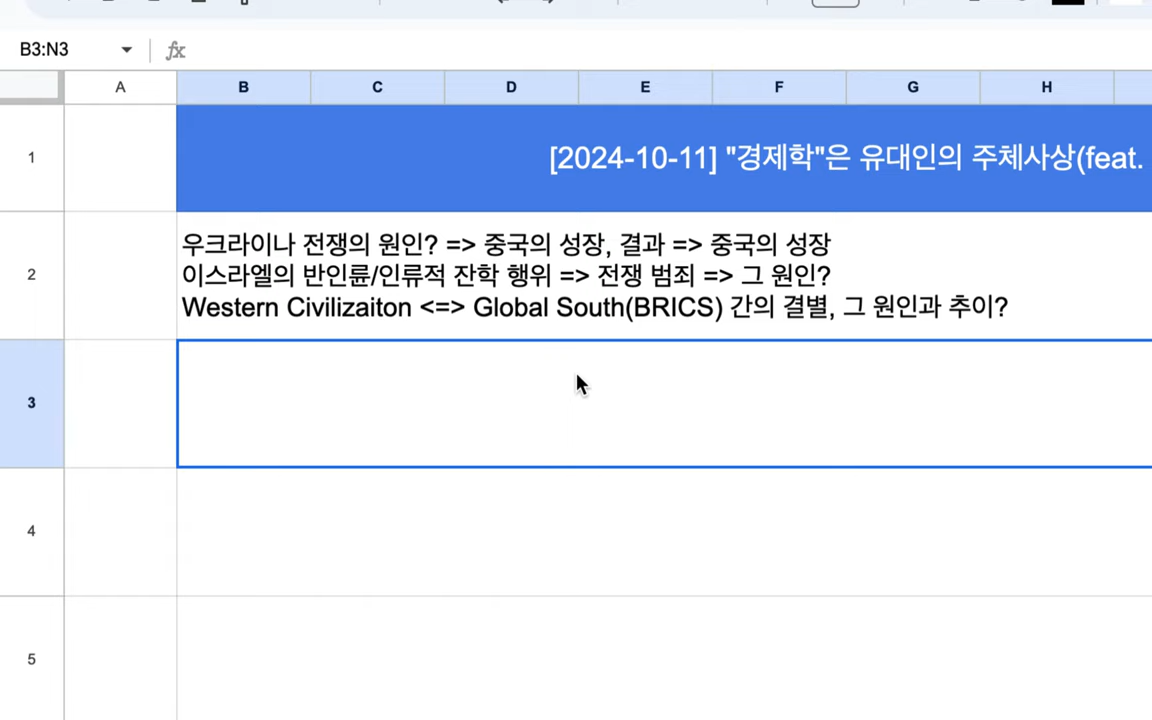 B3:N3
fx
A B C D E F G H
1
[2024-10-11] "경제학"은 유대인의 주체사상(feat.
2
우크라이나 전쟁의 원인? => 중국의 성장, 결과 => 중국의 성장
이스라엘의 반인륜/인류적 잔학 행위 => 전쟁 범죄 => 그 원인?
Western Civilizaiton <=> Global South(BRICS) 간의 결별, 그 원인과 추이?
3
4
5